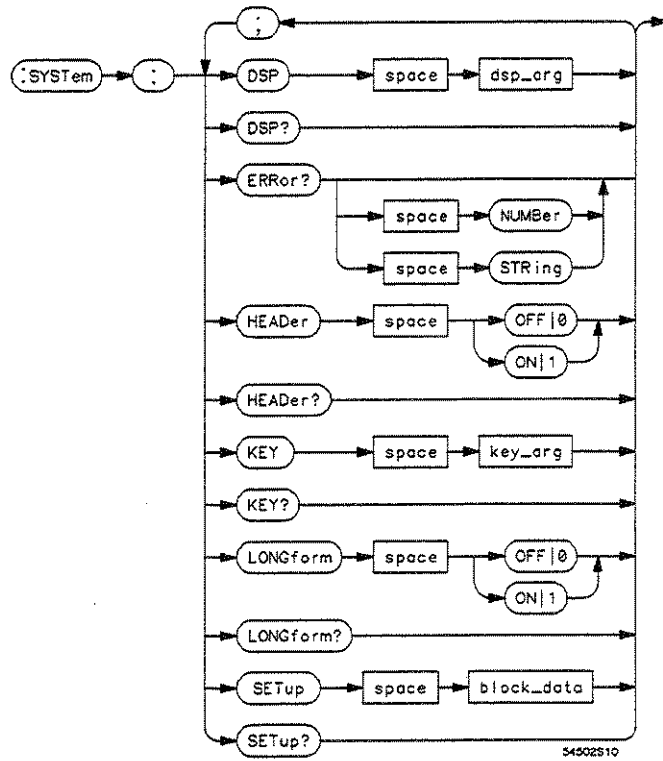 ;
:SYSTem : DSP space dsp_arg
DSP?
ERRor?
space NUMBer
space STRing
HEADer space OFF|0
ON|1
HEADer?
KEY space key_arg
KEY?
LONGform space OFF|0
ON|1
LONGform?
SETup space block_data
SETup?
54502S10